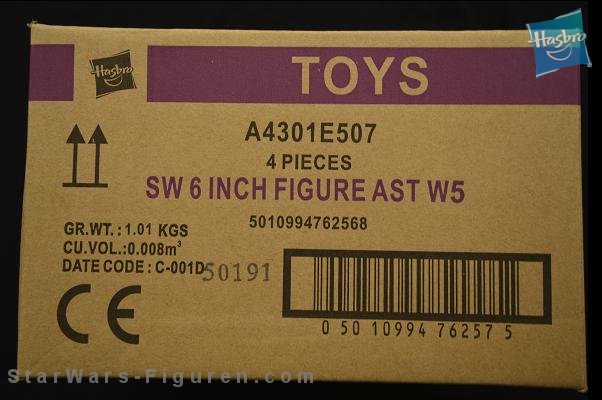 Hasbro
TOYS
Hasbro
A4301E507
4 PIECES
SW 6 INCH FIGURE AST W5
5010994762568
GR.WT.:1.01 KGS
CU.VOL.:0.008m³
DATE CODE : C-001D 50191
CE
0 50 10994 76257 5
StarWars-Figuren.com